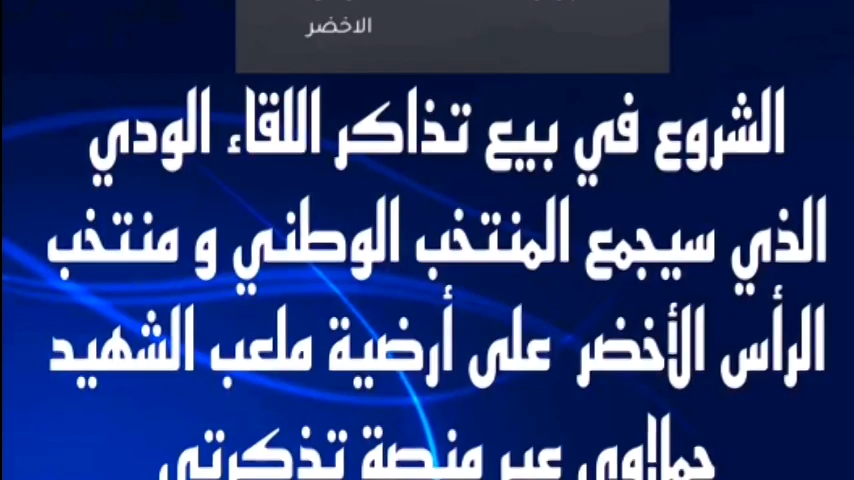 الاخضر
الشروع في بيع تذاكر اللقاء الودي
الذي سيجمع المنتخب الوطني و منتخب
الرأس الأخضر على أرضية ملعب الشهيد
حملاوي عبر منصة تذكرتي